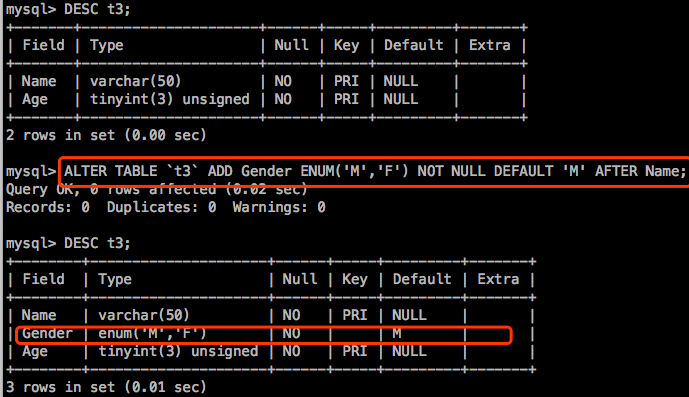 mysql> DESC t3;
+-------+---------------------+------+-----+---------+-------+
| Field | Type                | Null | Key | Default | Extra |
+-------+---------------------+------+-----+---------+-------+
| Name  | varchar(50)         | NO   | PRI | NULL    |       |
| Age   | tinyint(3) unsigned | NO   | PRI | NULL    |       |
+-------+---------------------+------+-----+---------+-------+
2 rows in set (0.00 sec)
mysql> ALTER TABLE `t3` ADD Gender ENUM('M','F') NOT NULL DEFAULT 'M' AFTER Name;
Query OK, 0 rows affected (0.02 sec)
Records: 0  Duplicates: 0  Warnings: 0
mysql> DESC t3;
+--------+---------------------+------+-----+---------+-------+
| Field  | Type                | Null | Key | Default | Extra |
+--------+---------------------+------+-----+---------+-------+
| Name   | varchar(50)         | NO   | PRI | NULL    |       |
| Gender | enum('M','F')       | NO   |     | M       |       |
| Age    | tinyint(3) unsigned | NO   | PRI | NULL    |       |
+--------+---------------------+------+-----+---------+-------+
3 rows in set (0.01 sec)